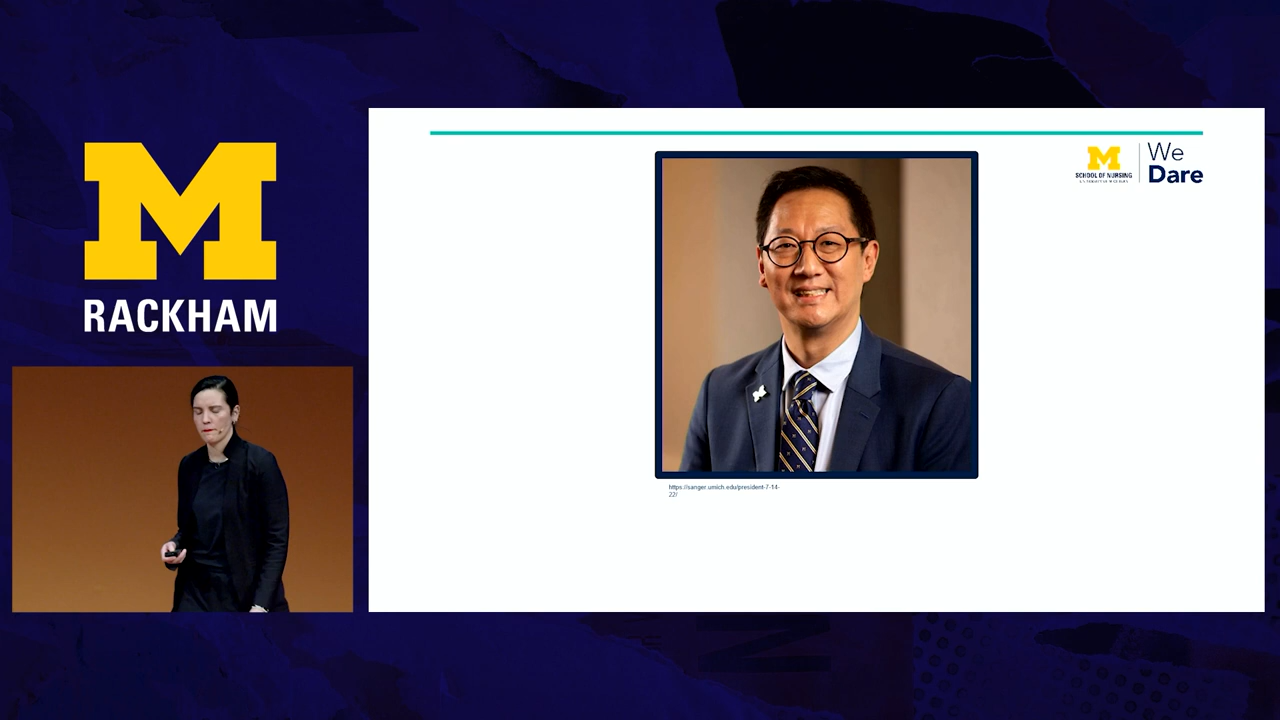 M
RACKHAM
M
SCHOOL OF NURSING
We
Dare
https://sanger.umich.edu/president-7-14-
22/